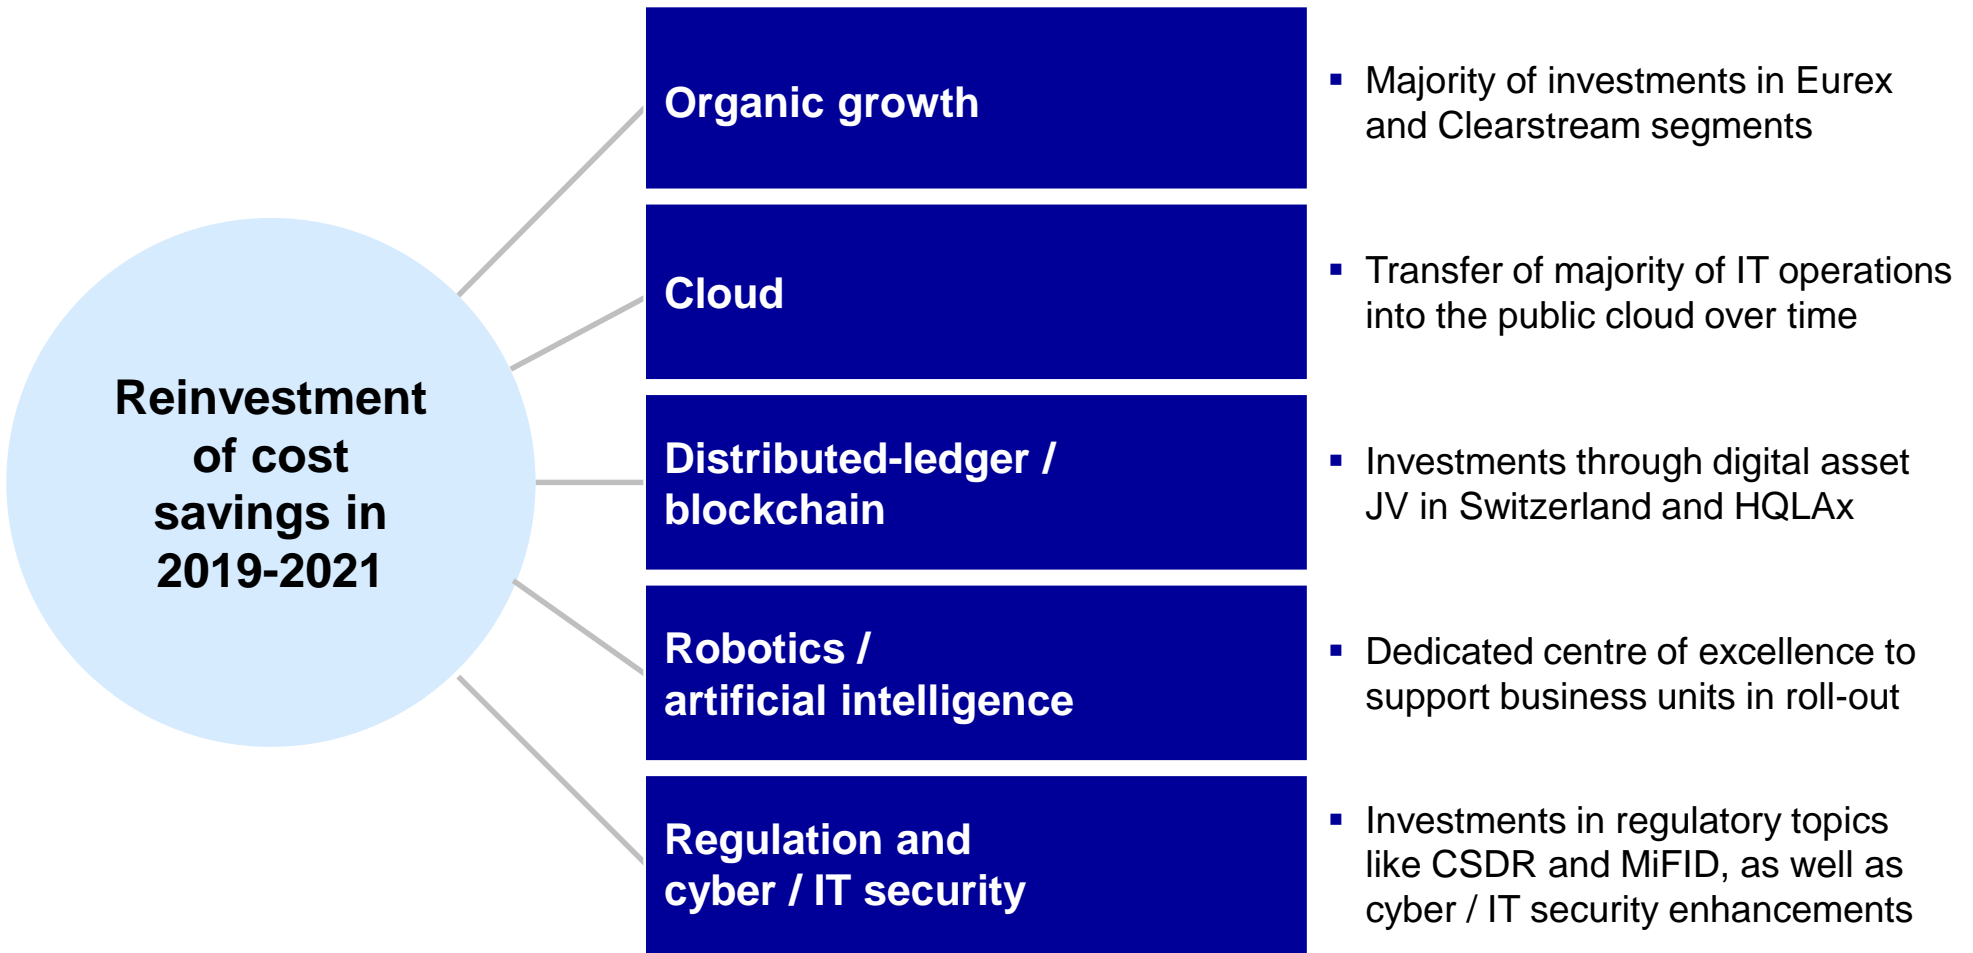 Reinvestment
of cost
savings in
2019-2021
Organic growth
▪ Majority of investments in Eurex
and Clearstream segments
Cloud
▪ Transfer of majority of IT operations
into the public cloud over time
Distributed-ledger /
blockchain
▪ Investments through digital asset
JV in Switzerland and HQLAx
Robotics /
artificial intelligence
▪ Dedicated centre of excellence to
support business units in roll-out
Regulation and
cyber / IT security
▪ Investments in regulatory topics
like CSDR and MiFID, as well as
cyber / IT security enhancements